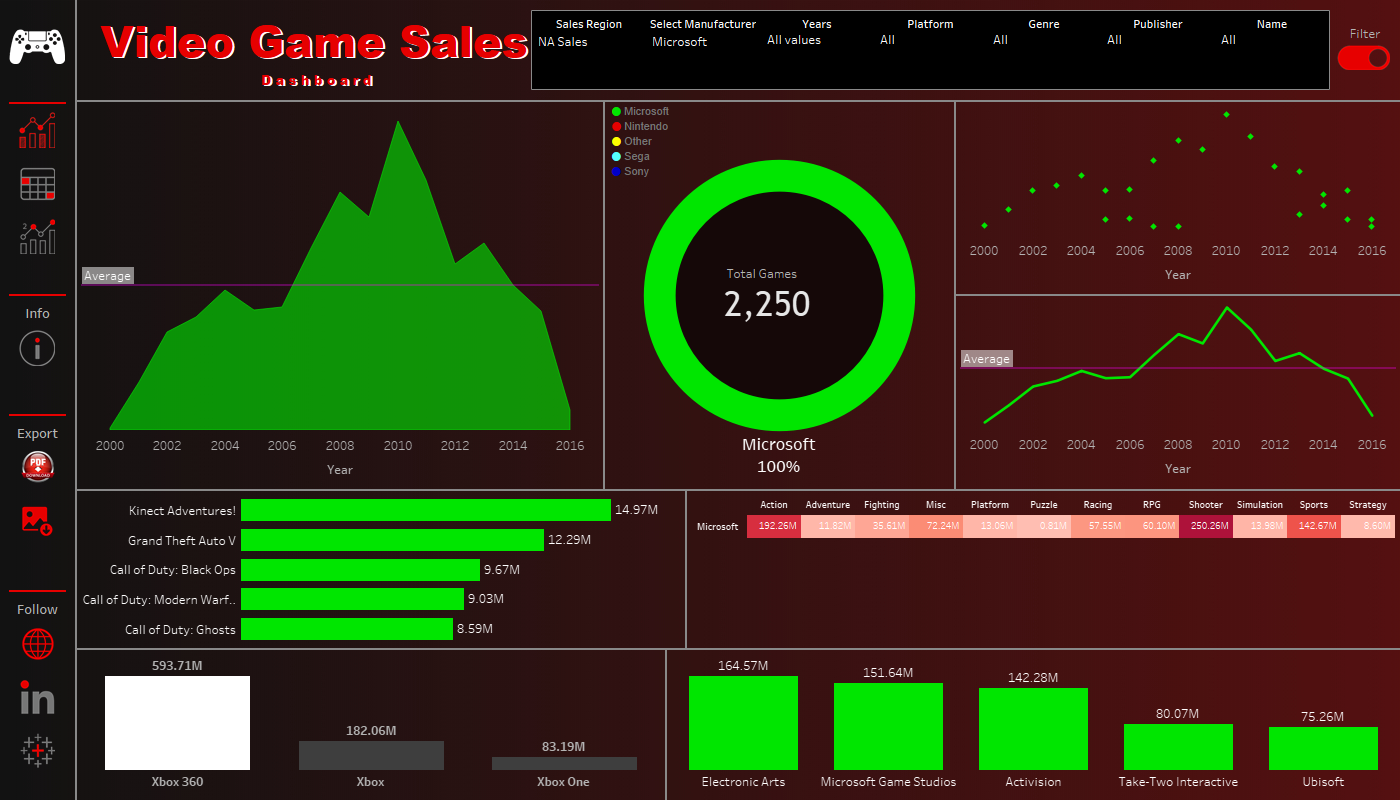 Video Game Sales
Dashboard
Sales Region Select Manufacturer Years Platform Genre Publisher Name
NA Sales Microsoft All values All All All All
Filter
Info
Export
PDF
DOWNLOAD
Follow
in
2
Average
2000 2002 2004 2006 2008 2010 2012 2014 2016
Year
Microsoft
Nintendo
Other
Sega
Sony
Total Games
2,250
Microsoft
100%
2000 2002 2004 2006 2008 2010 2012 2014 2016
Year
Average
2000 2002 2004 2006 2008 2010 2012 2014 2016
Year
Kinect Adventures! 14.97M
Grand Theft Auto V 12.29M
Call of Duty: Black Ops 9.67M
Call of Duty: Modern Warf.. 9.03M
Call of Duty: Ghosts 8.59M
Action Adventure Fighting Misc Platform Puzzle Racing RPG Shooter Simulation Sports Strategy
Microsoft 192.26M 11.82M 35.61M 72.24M 13.06M 0.81M 57.55M 60.10M 250.26M 13.98M 142.67M 8.60M
593.71M 182.06M 83.19M
Xbox 360 Xbox Xbox One
164.57M 151.64M 142.28M 80.07M 75.26M
Electronic Arts Microsoft Game Studios Activision Take-Two Interactive Ubisoft